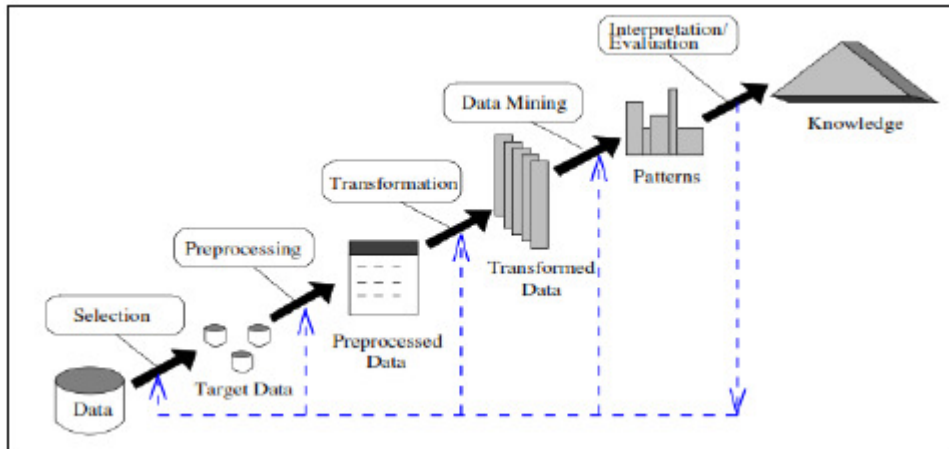 Interpretation/
Evaluation
Data Mining
Knowledge
Transformation
Patterns
Preprocessing
Transformed
Data
Selection
Preprocessed
Data
Target Data
Data